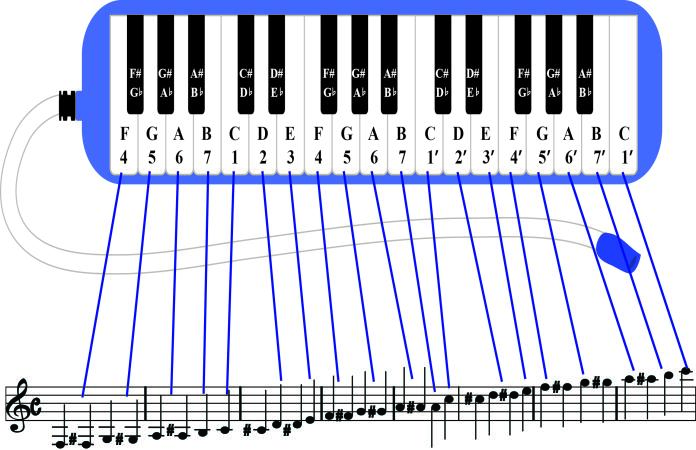 F# G# A# C# D# F# G# A# C# D# F# G# A#
G♭ A♭ B♭ D♭ E♭ G♭ A♭ B♭ D♭ E♭ G♭ A♭ B♭
F G A B C D E F G A B C D E F G A B C
4 5 6 7 1 2 3 4 5 6 7 1′ 2′ 3′ 4′ 5′ 6′ 7′ 1′